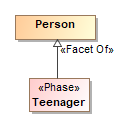 Person
«Facet Of»
«Phase»
Teenager